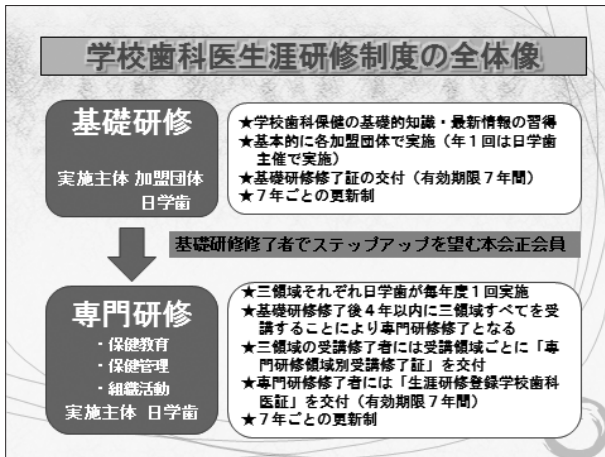 学校歯科医生涯研修制度の全体像
基礎研修
実施主体 加盟団体
日学歯
★学校歯科保健の基礎的知識・最新情報の習得
★基本的に各加盟団体で実施（年１回は日学歯
主催で実施）
★基礎研修修了証の交付（有効期限７年間）
★７年ごとの更新制
基礎研修修了者でステップアップを望む本会正会員
専門研修
・保健教育
・保健管理
・組織活動
実施主体 日学歯
★三領域それぞれ日学歯が毎年度１回実施
★基礎研修修了後４年以内に三領域すべてを受
講することにより専門研修修了となる
★三領域の受講修了者には受講領域ごとに「専
門研修領域別受講修了証」を交付
★専門研修修了者には「生涯研修登録学校歯科
医証」を交付（有効期限７年間）
★７年ごとの更新制